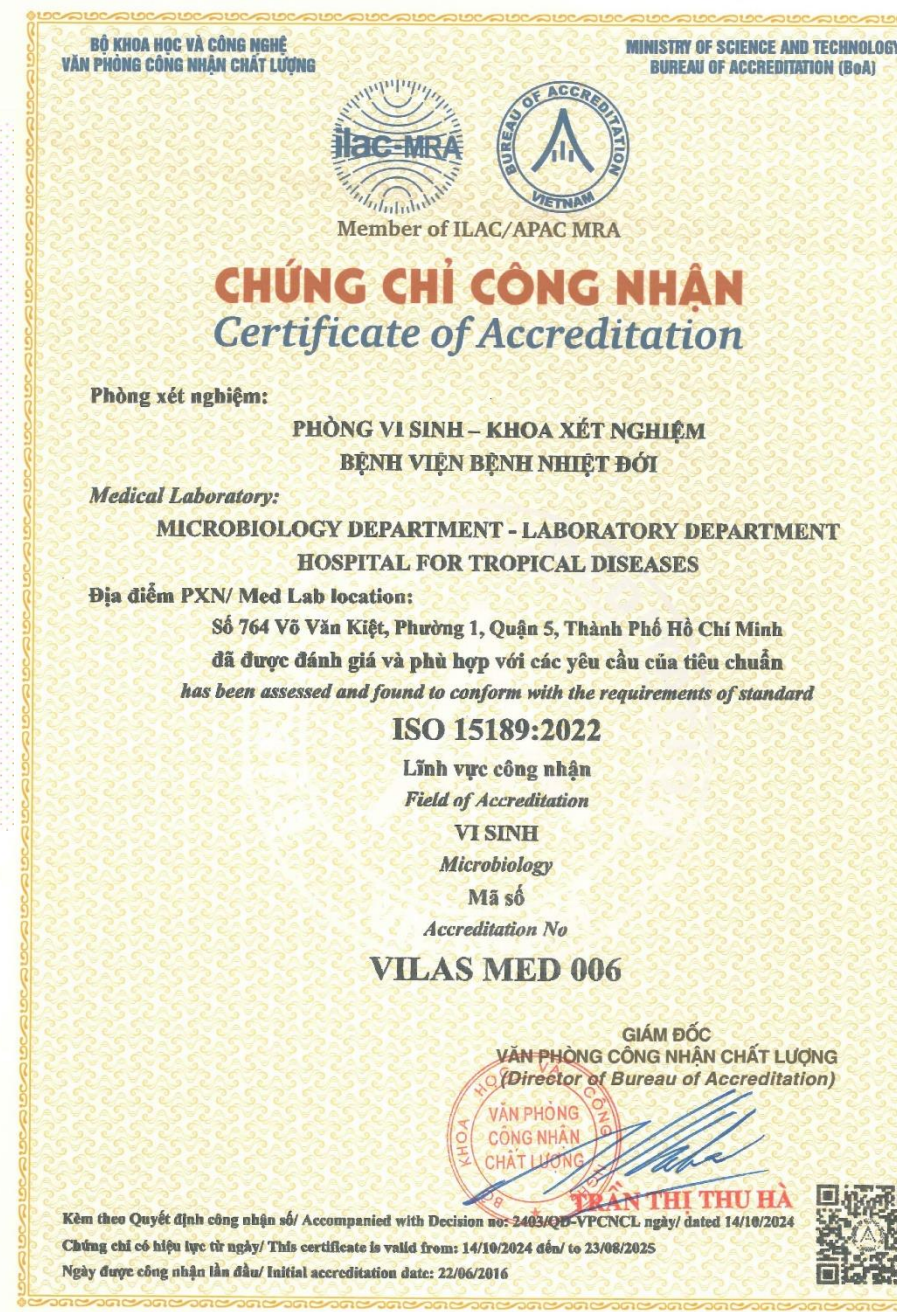 BỘ KHOA HỌC VÀ CÔNG NGHỆ
VĂN PHÒNG CÔNG NHẬN CHẤT LƯỢNG
MINISTRY OF SCIENCE AND TECHNOLOGY
BUREAU OF ACCREDITATION (BoA)
ilac-MRA
BUREAU OF ACCREDITATION
VIETNAM
Member of ILAC/APAC MRA
CHỨNG CHỈ CÔNG NHẬN
Certificate of Accreditation
Phòng xét nghiệm:
PHÒNG VI SINH – KHOA XÉT NGHIỆM
BỆNH VIỆN BỆNH NHIỆT ĐỚI
Medical Laboratory:
MICROBIOLOGY DEPARTMENT - LABORATORY DEPARTMENT
HOSPITAL FOR TROPICAL DISEASES
Địa điểm PXN/ Med Lab location:
Số 764 Võ Văn Kiệt, Phường 1, Quận 5, Thành Phố Hồ Chí Minh
đã được đánh giá và phù hợp với các yêu cầu của tiêu chuẩn
has been assessed and found to conform with the requirements of standard
ISO 15189:2022
Lĩnh vực công nhận
Field of Accreditation
VI SINH
Microbiology
Mã số
Accreditation No
VILAS MED 006
GIÁM ĐỐC
VĂN PHÒNG CÔNG NHẬN CHẤT LƯỢNG
(Director of Bureau of Accreditation)
BỘ KHOA HỌC VÀ CÔNG NGHỆ
VĂN PHÒNG
CÔNG NHẬN
CHẤT LƯỢNG
TRẦN THỊ THU HÀ
Kèm theo Quyết định công nhận số/ Accompanied with Decision no: 2403/QĐ-VPCNCL ngày/ dated 14/10/2024
Chứng chỉ có hiệu lực từ ngày/ This certificate is valid from: 14/10/2024 đến/ to 23/08/2025
Ngày được công nhận lần đầu/ Initial accreditation date: 22/06/2016